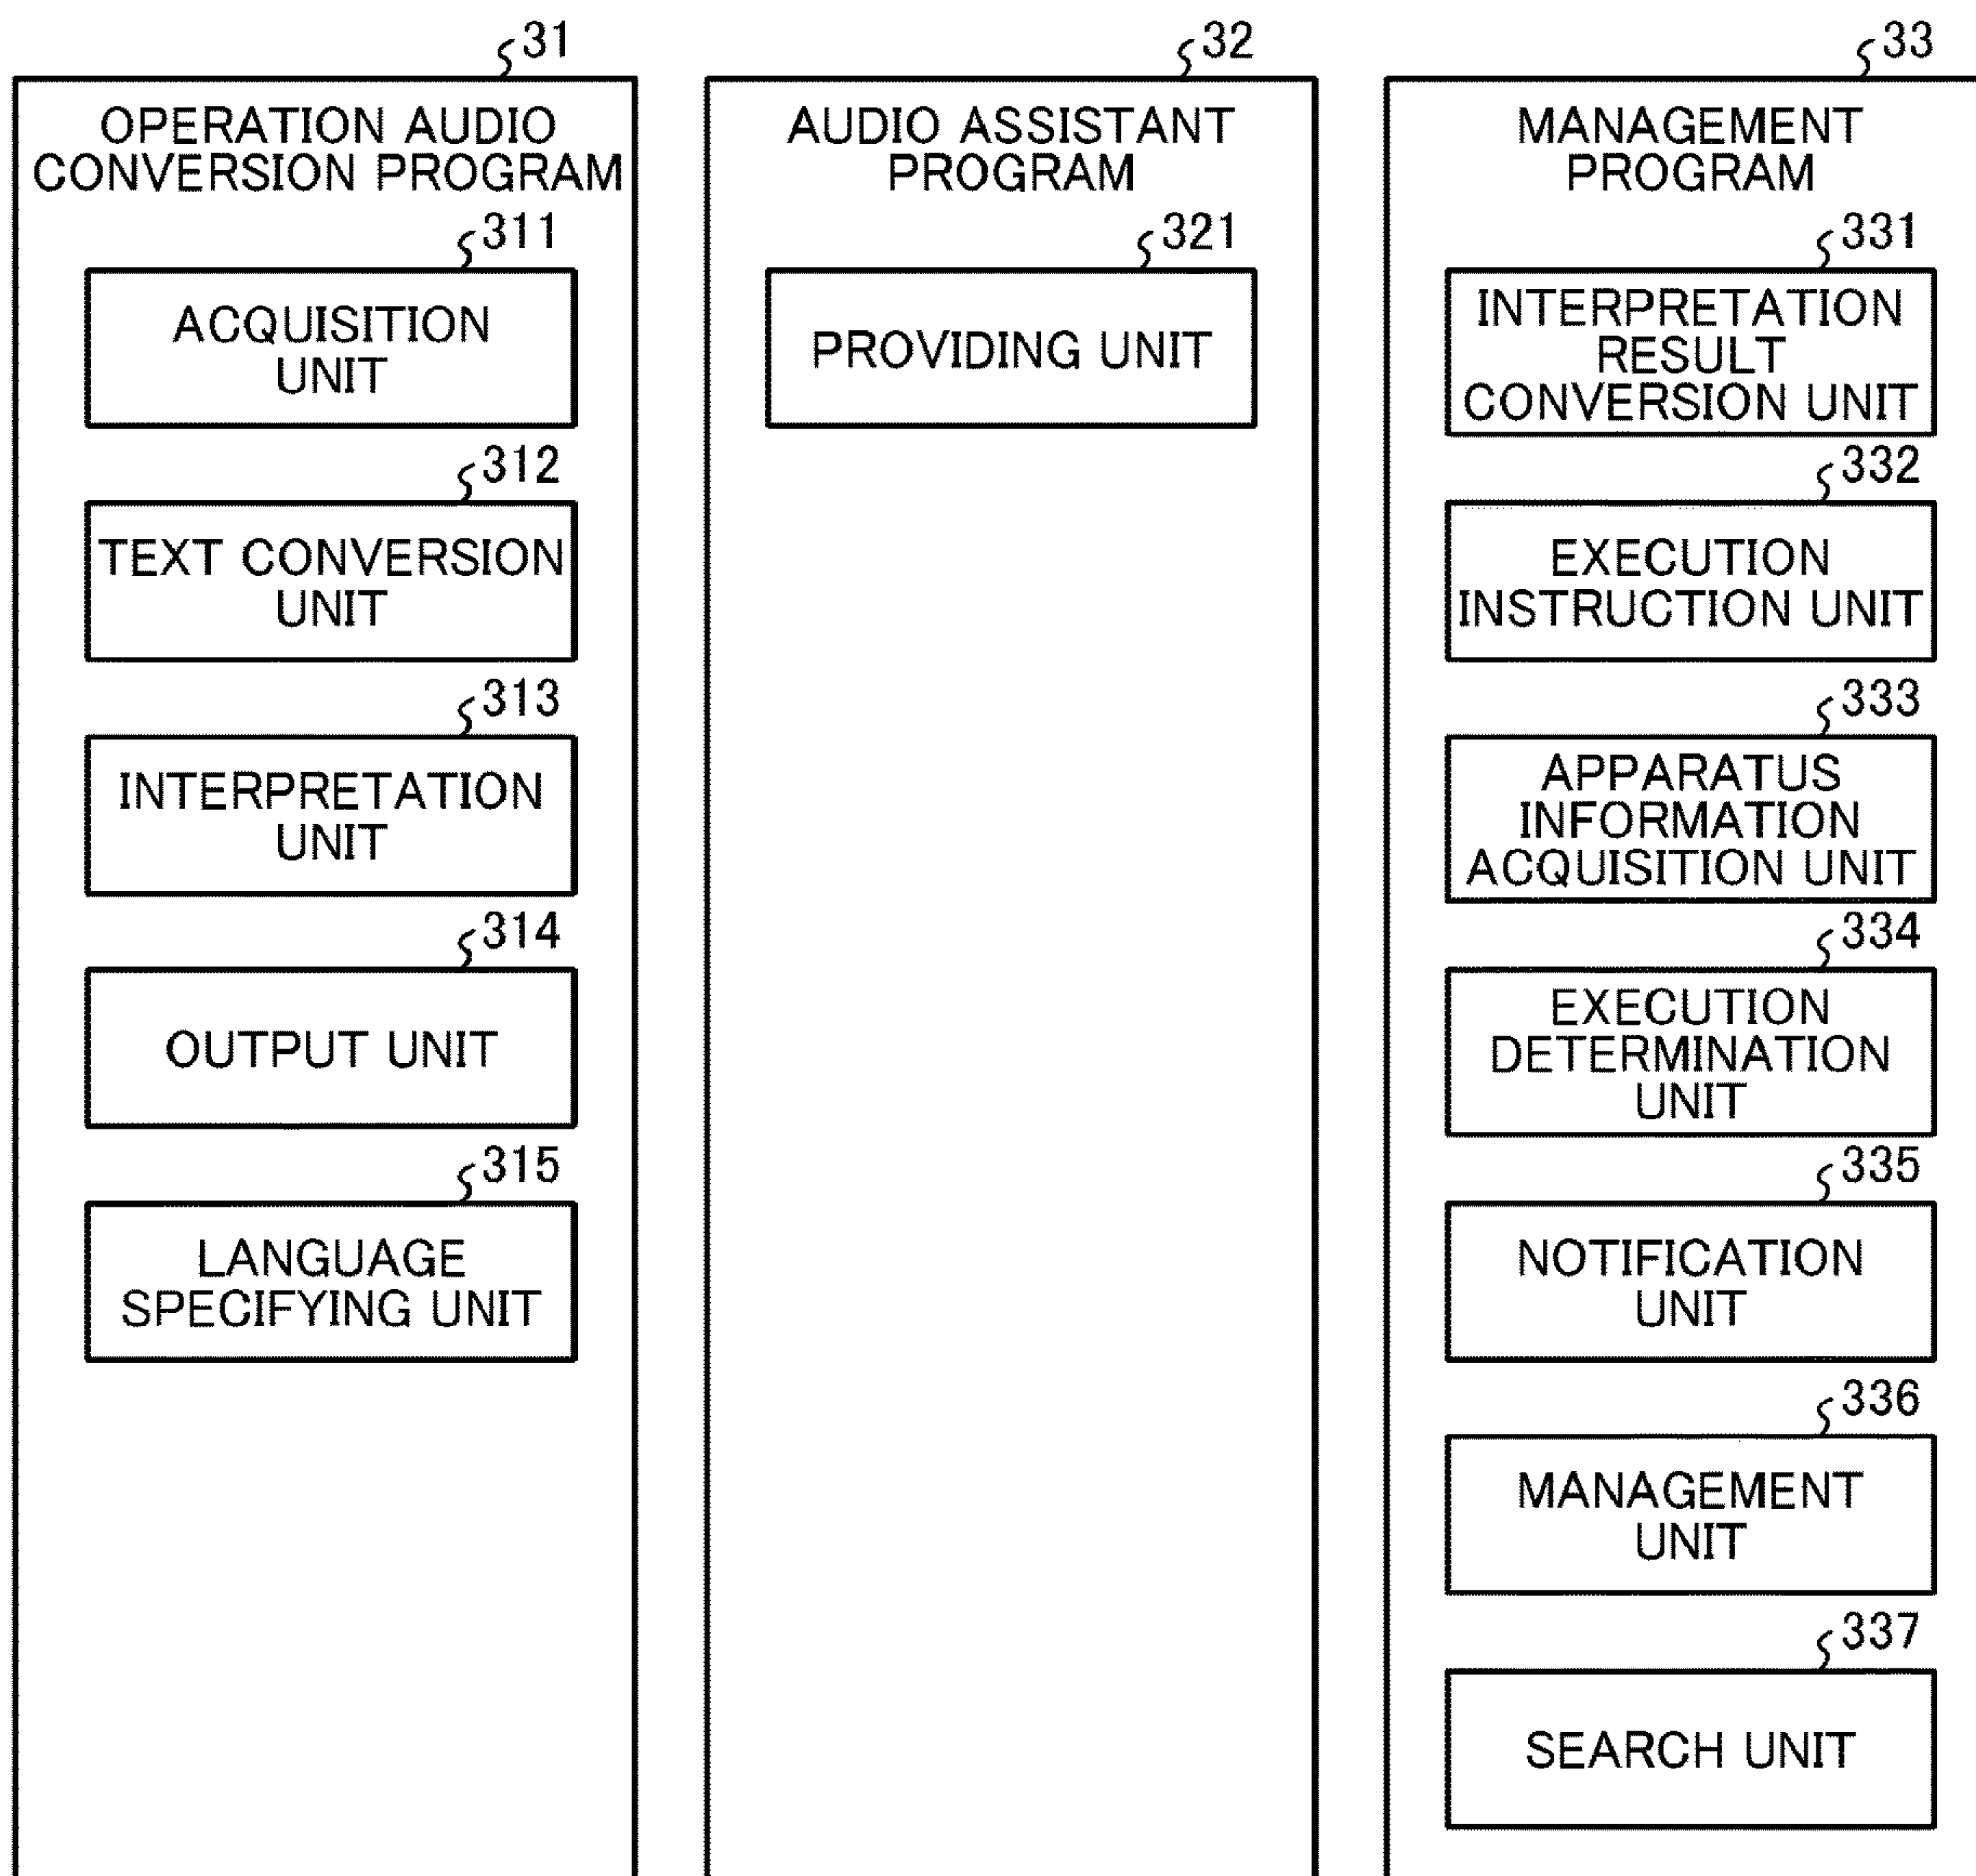 31
OPERATION AUDIO
CONVERSION PROGRAM
311
ACQUISITION
UNIT
312
TEXT CONVERSION
UNIT
313
INTERPRETATION
UNIT
314
OUTPUT UNIT
315
LANGUAGE
SPECIFYING UNIT
32
AUDIO ASSISTANT
PROGRAM
321
PROVIDING UNIT
33
MANAGEMENT
PROGRAM
331
INTERPRETATION
RESULT
CONVERSION UNIT
332
EXECUTION
INSTRUCTION UNIT
333
APPARATUS
INFORMATION
ACQUISITION UNIT
334
EXECUTION
DETERMINATION
UNIT
335
NOTIFICATION
UNIT
336
MANAGEMENT
UNIT
337
SEARCH UNIT